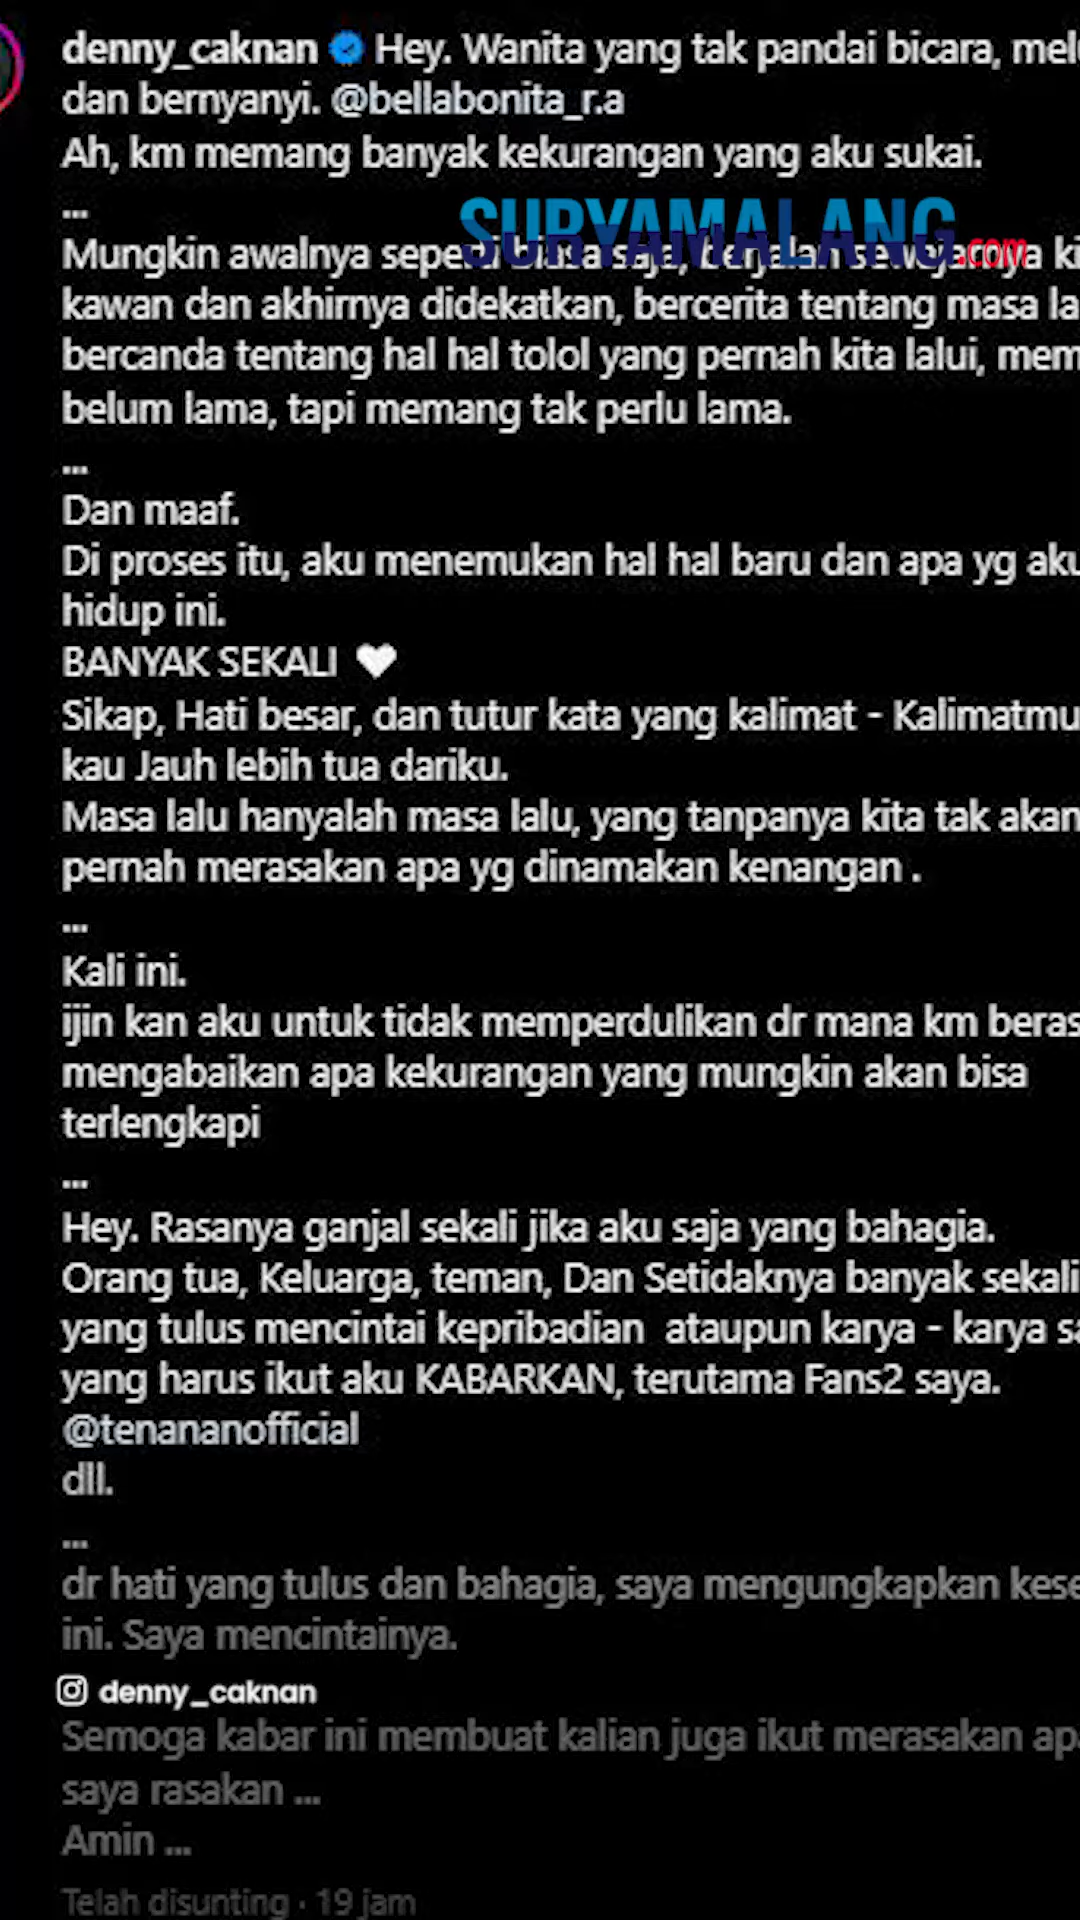 denny_caknan Hey. Wanita yang tak pandai bicara,
dan bernyanyi. @bellabonita_r.a
Ah, km memang banyak kekurangan yang aku sukai.
...
SURYAMALANG.com
Mungkin awalnya seperti biasa saja, berjalan
kawan dan akhirnya didekatkan, bercerita tentang masa
bercanda tentang hal hal tolol yang pernah kita lalui,
belum lama, tapi memang tak perlu lama.
...
Dan maaf.
Di proses itu, aku menemukan hal hal baru dan apa yg aku
hidup ini.
BANYAK SEKALI 🤍
Sikap, Hati besar, dan tutur kata yang kalimat - Kalimatmu
kau Jauh lebih tua dariku.
Masa lalu hanyalah masa lalu, yang tanpanya kita tak akan
pernah merasakan apa yg dinamakan kenangan .
...
Kali ini.
ijin kan aku untuk tidak memperdulikan dr mana km
mengabaikan apa kekurangan yang mungkin akan bisa
terlengkapi
...
Hey. Rasanya ganjal sekali jika aku saja yang bahagia.
Orang tua, Keluarga, teman, Dan Setidaknya banyak sekali
yang tulus mencintai kepribadian ataupun karya - karya
yang harus ikut aku KABARKAN, terutama Fans2 saya.
@tenananofficial
dll.
...
dr hati yang tulus dan bahagia, saya mengungkapkan
ini. Saya mencintainya.
denny_caknan
Semoga kabar ini membuat kalian juga ikut merasakan
saya rasakan ...
Amin ...
Telah disunting · 19 jam